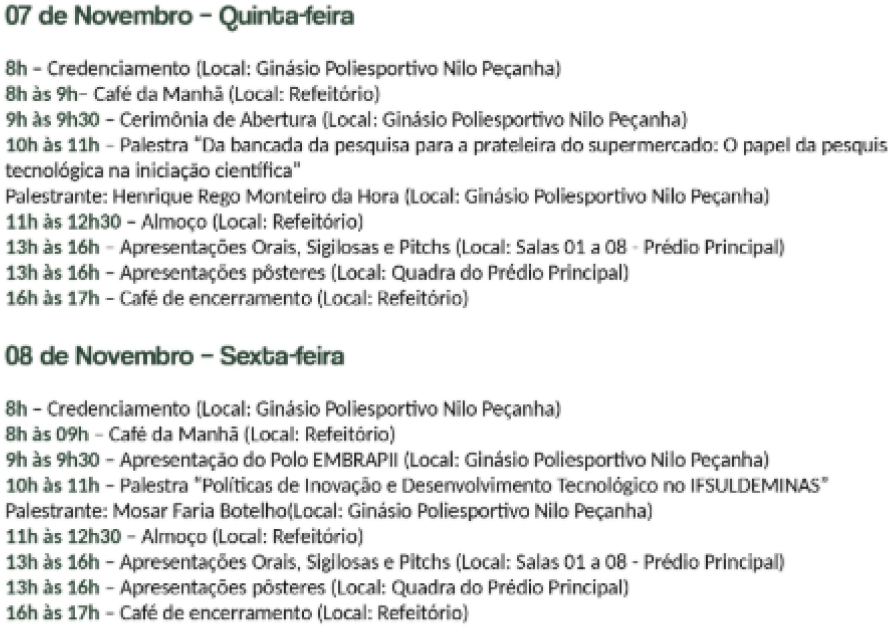 07 de Novembro – Quinta-feira
8h – Credenciamento (Local: Ginásio Poliesportivo Nilo Peçanha)
8h às 9h– Café da Manhã (Local: Refeitório)
9h às 9h30 – Cerimônia de Abertura (Local: Ginásio Poliesportivo Nilo Peçanha)
10h às 11h – Palestra "Da bancada da pesquisa para a prateleira do supermercado: O papel da pesquis
tecnológica na iniciação científica"
Palestrante: Henrique Rego Monteiro da Hora (Local: Ginásio Poliesportivo Nilo Peçanha)
11h às 12h30 – Almoço (Local: Refeitório)
13h às 16h – Apresentações Orais, Sigilosas e Pitchs (Local: Salas 01 a 08 - Prédio Principal)
13h às 16h – Apresentações pôsteres (Local: Quadra do Prédio Principal)
16h às 17h – Café de encerramento (Local: Refeitório)
08 de Novembro – Sexta-feira
8h – Credenciamento (Local: Ginásio Poliesportivo Nilo Peçanha)
8h às 09h – Café da Manhã (Local: Refeitório)
9h às 9h30 – Apresentação do Polo EMBRAPII (Local: Ginásio Poliesportivo Nilo Peçanha)
10h às 11h – Palestra "Políticas de Inovação e Desenvolvimento Tecnológico no IFSULDEMINAS"
Palestrante: Mosar Faria Botelho(Local: Ginásio Poliesportivo Nilo Peçanha)
11h às 12h30 – Almoço (Local: Refeitório)
13h às 16h – Apresentações Orais, Sigilosas e Pitchs (Local: Salas 01 a 08 - Prédio Principal)
13h às 16h – Apresentações pôsteres (Local: Quadra do Prédio Principal)
16h às 17h – Café de encerramento (Local: Refeitório)